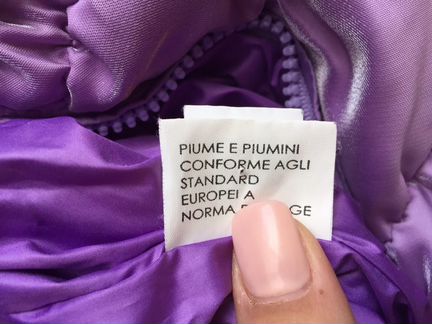 PIUME E PIUMINI
CONFORME AGLI
STANDARD
EUROPEI A
NORMA